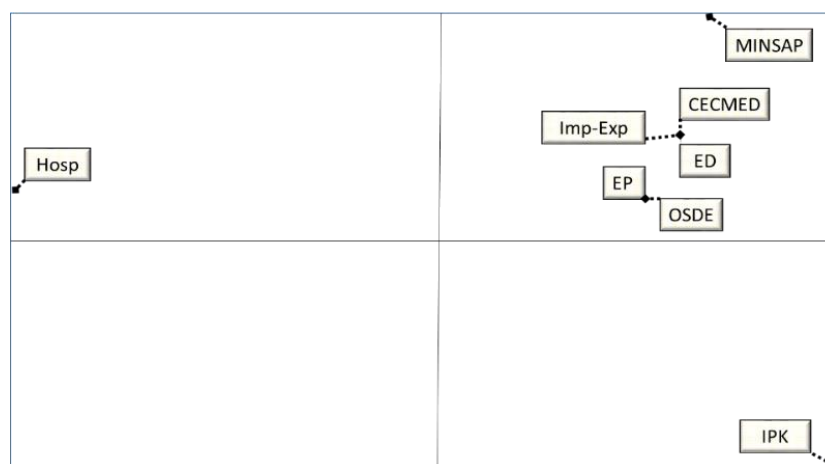 MINSAP
CECMED
Imp-Exp
Hosp
ED
EP
OSDE
IPK